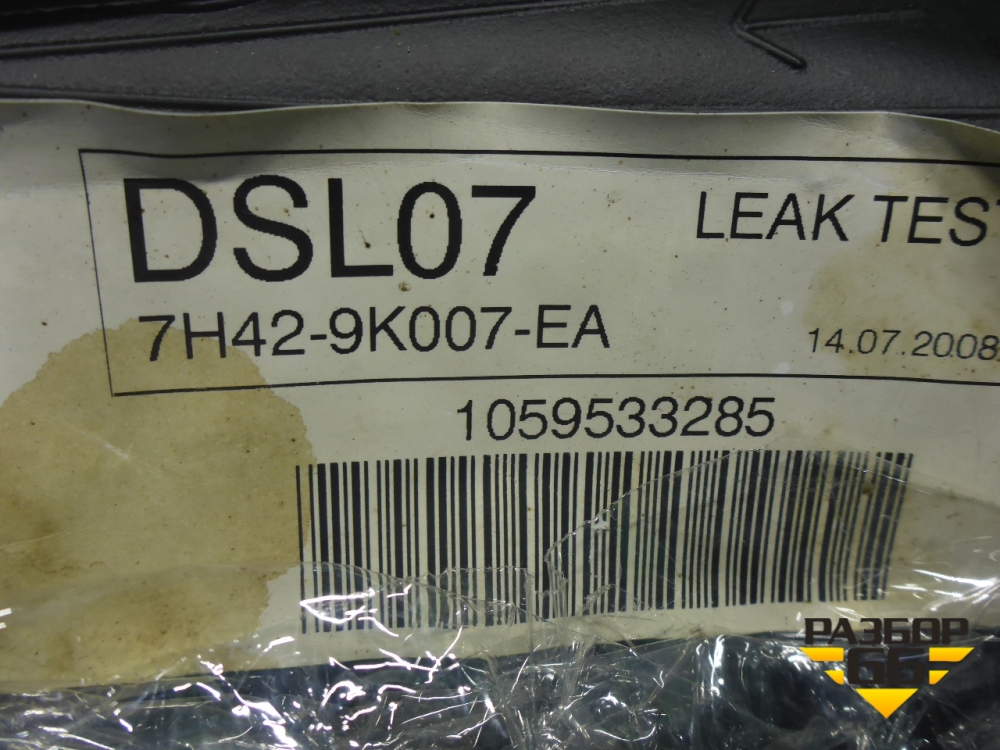 DSL07
LEAK TES
7H42-9K007-EA
14.07.2008
1059533285
РАЗБОР
66